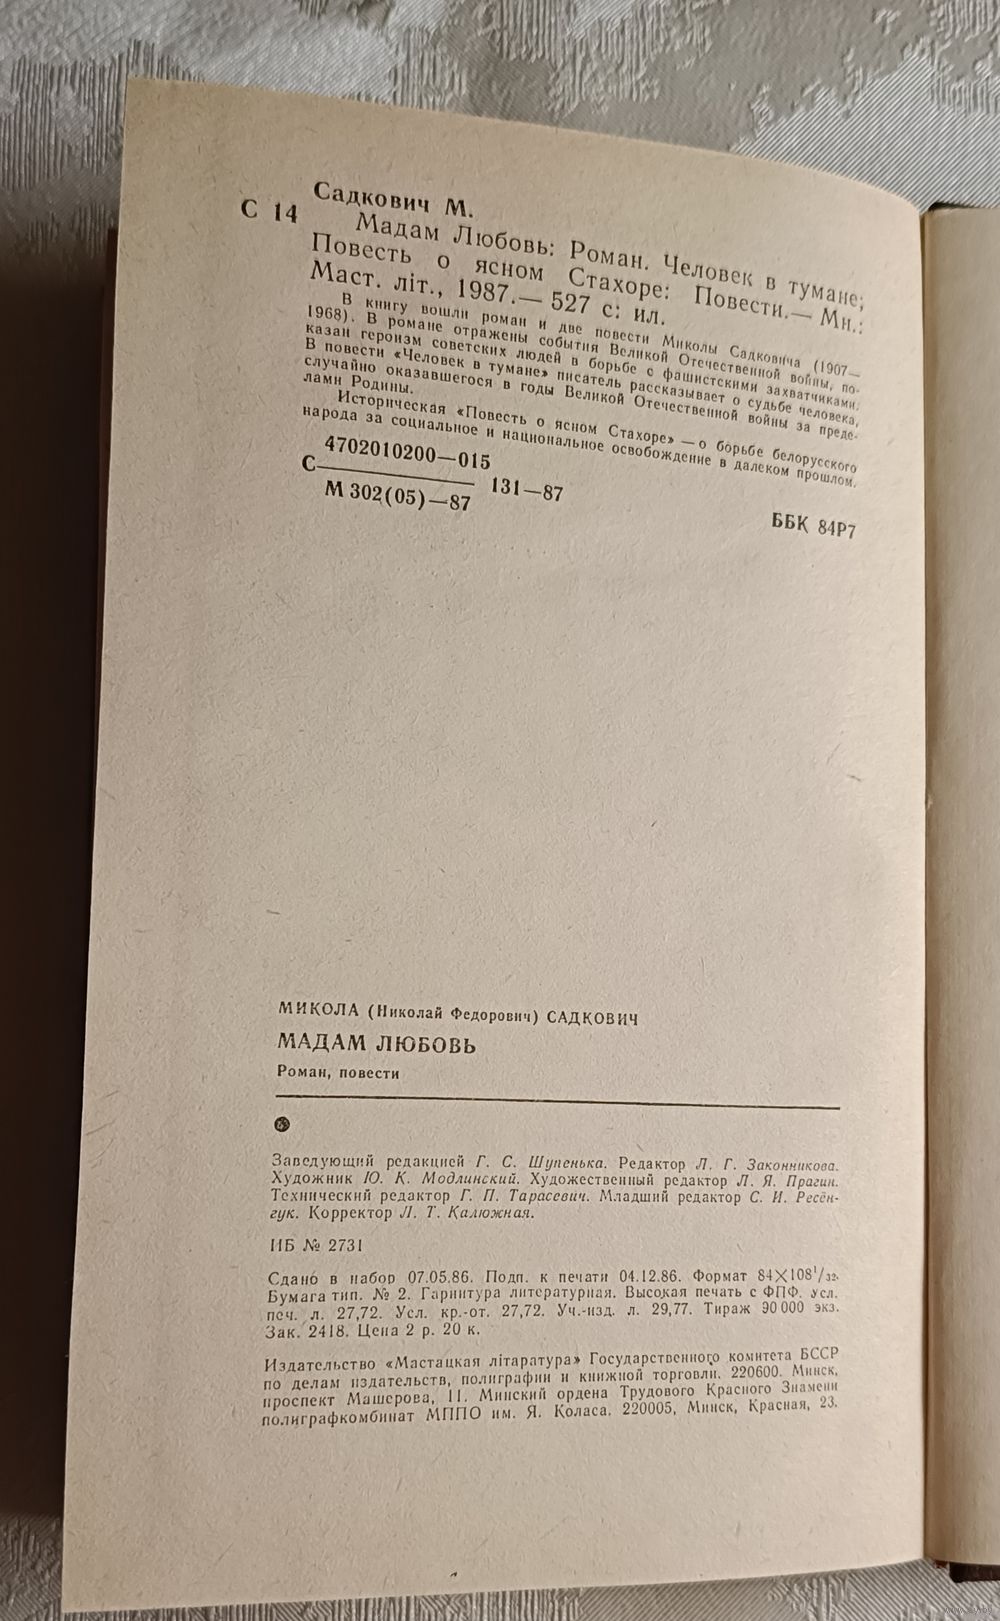 Садкович М.
С 14
Мадам Любовь: Роман. Человек в тумане;
Повесть о ясном Стахоре: Повести.— Мн.:
Маст. літ., 1987.— 527 с: ил.
В книгу вошли роман и две повести Миколы Садковича (1907—
1968). В романе отражены события Великой Отечественной войны, по-
казан героизм советских людей в борьбе с фашистскими захватчиками.
В повести «Человек в тумане» писатель рассказывает о судьбе человека,
случайно оказавшегося в годы Великой Отечественной войны за преде-
лами Родины.
Историческая «Повесть о ясном Стахоре» — о борьбе белорусского
народа за социальное и национальное освобождение в далеком прошлом.
4702010200—015
С 131—87
М 302(05)—87
ББК 84Р7
МИКОЛА (Николай Федорович) САДКОВИЧ
МАДАМ ЛЮБОВЬ
Роман, повести
Заведующий редакцией Г. С. Шупенька. Редактор Л. Г. Законникова.
Художник Ю. К. Модлинский. Художественный редактор Л. Я. Прагин.
Технический редактор Г. П. Тарасевич. Младший редактор С. И. Ресён-
гук. Корректор Л. Т. Калюжная.
ИБ № 2731
Сдано в набор 07.05.86. Подп. к печати 04.12.86. Формат 84×108¹/₃₂.
Бумага тип. № 2. Гарнитура литературная. Высокая печать с ФПФ. Усл.
печ. л. 27,72. Усл. кр.-от. 27,72. Уч.-изд. л. 29,77. Тираж 90 000 экз.
Зак. 2418. Цена 2 р. 20 к.
Издательство «Мастацкая літаратура» Государственного комитета БССР
по делам издательств, полиграфии и книжной торговли. 220600. Минск,
проспект Машерова, 11. Минский ордена Трудового Красного Знамени
полиграфкомбинат МППО им. Я. Коласа. 220005, Минск, Красная, 23.